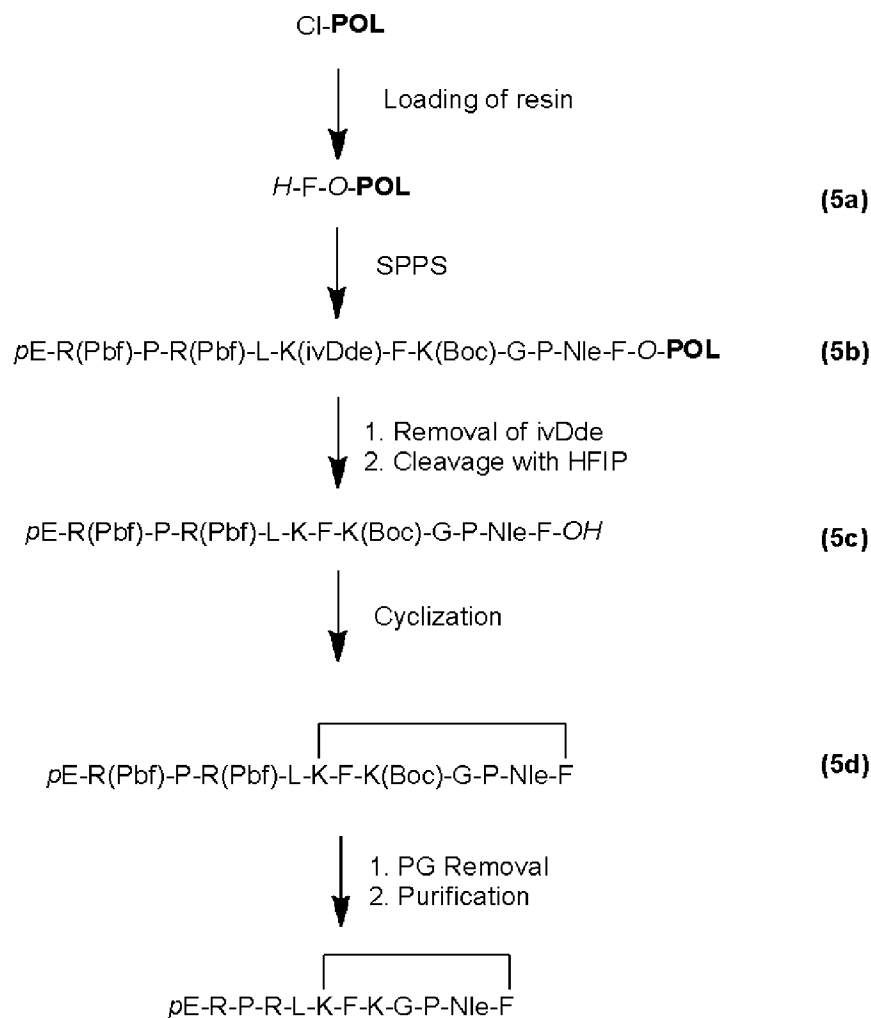 Cl-POL
Loading of resin
H-F-O-POL
(5a)
SPPS
pE-R(Pbf)-P-R(Pbf)-L-K(ivDde)-F-K(Boc)-G-P-Nle-F-O-POL
(5b)
1. Removal of ivDde
2. Cleavage with HFIP
pE-R(Pbf)-P-R(Pbf)-L-K-F-K(Boc)-G-P-Nle-F-OH
(5c)
Cyclization
pE-R(Pbf)-P-R(Pbf)-L-K-F-K(Boc)-G-P-Nle-F
(5d)
1. PG Removal
2. Purification
pE-R-P-R-L-K-F-K-G-P-Nle-F